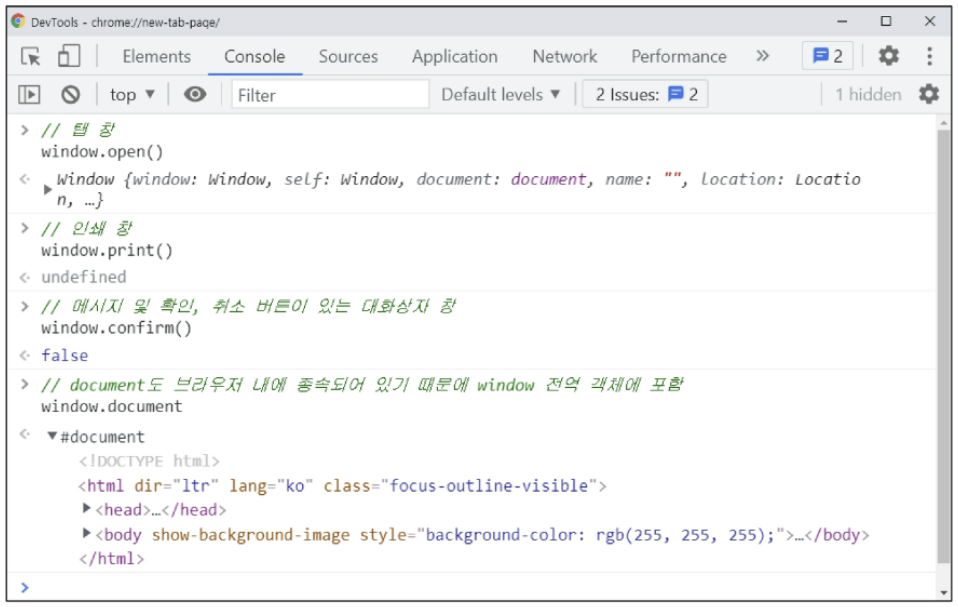 DevTools - chrome://new-tab-page/
Elements Console Sources Application Network Performance » 2
top ▼ Filter Default levels ▼ 2 Issues: 2 1 hidden
> // 탭 창
window.open()
Window {window: Window, self: Window, document: document, name: "", location: Locatio
n, …}
> // 인쇄 창
window.print()
undefined
> // 메시지 및 확인, 취소 버튼이 있는 대화상자 창
window.confirm()
false
> // document도 브라우저 내에 종속되어 있기 때문에 window 전역 객체에 포함
window.document
▼#document
<!DOCTYPE html>
<html dir="ltr" lang="ko" class="focus-outline-visible">
▶<head>…</head>
▶<body show-background-image style="background-color: rgb(255, 255, 255);">…</body>
</html>
>